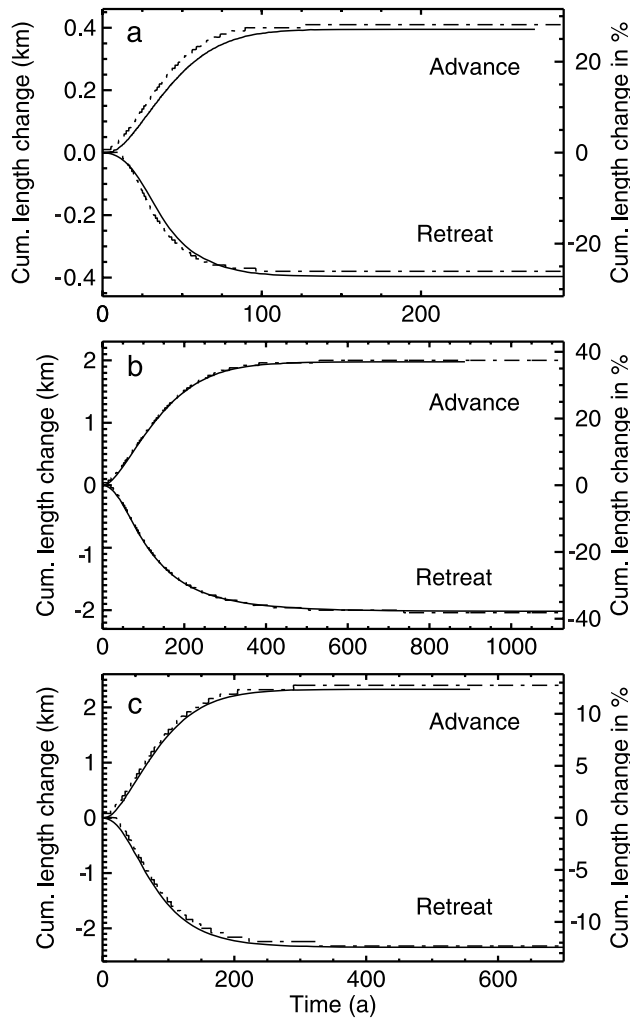 a
Cum. length change (km)
0.4
0.2
0.0
-0.2
-0.4
Advance
Retreat
20
0
-20
Cum. length change in %
0 100 200
b
Cum. length change (km)
2
1
0
-1
-2
Advance
Retreat
40
20
0
-20
-40
Cum. length change in %
0 200 400 600 800 1000
c
Cum. length change (km)
2
1
0
-1
-2
Advance
Retreat
10
5
0
-5
-10
Cum. length change in %
0 200 400 600
Time (a)